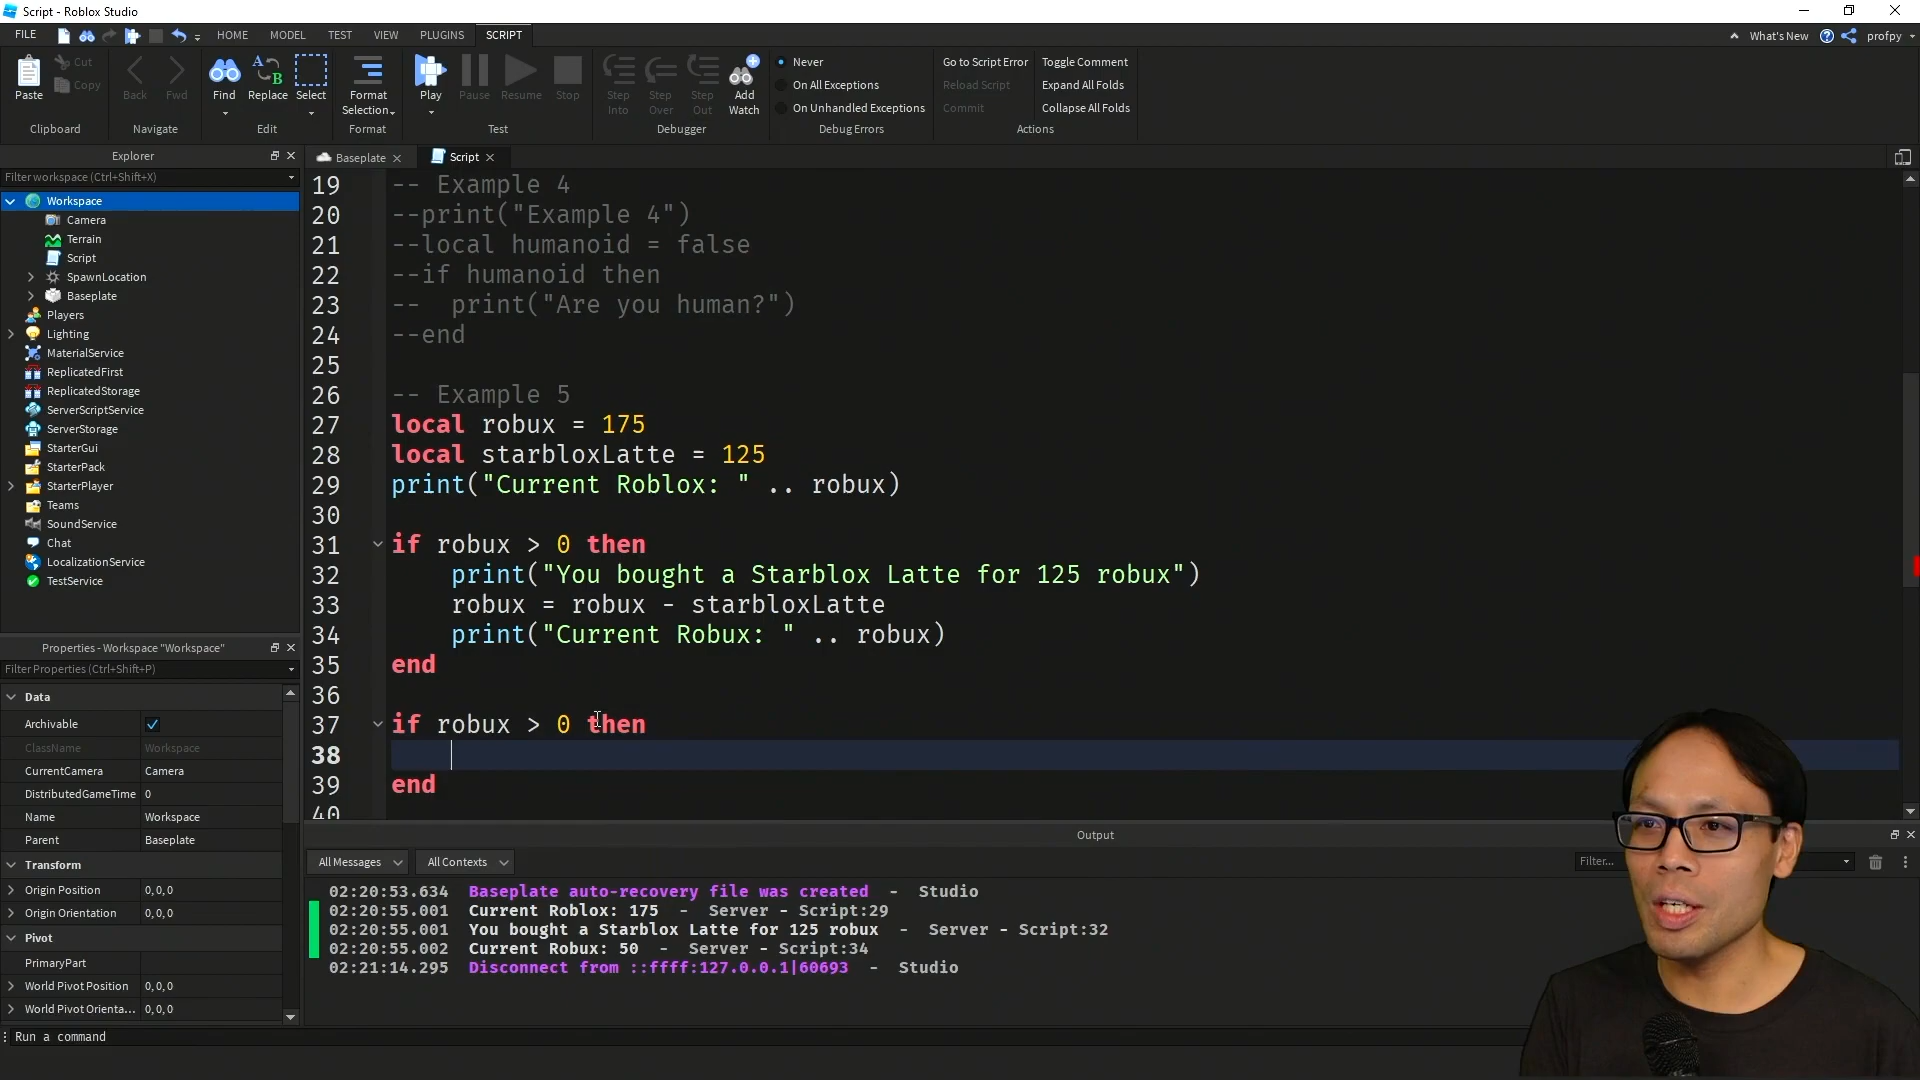 Script - Roblox Studio
FILE HOME MODEL TEST VIEW PLUGINS SCRIPT What's New profpy
Paste Cut Copy Clipboard
Back Fwd Navigate
Find Replace Select Edit
Format Selection Format
Play Pause Resume Stop Test
Step Into Step Over Step Out Add Watch Debugger
Never
On All Exceptions
On Unhandled Exceptions
Debug Errors
Go to Script Error Toggle Comment
Reload Script Expand All Folds
Commit Collapse All Folds
Actions
Explorer
Filter workspace (Ctrl+Shift+X)
Workspace
Camera
Terrain
Script
SpawnLocation
Baseplate
Players
Lighting
MaterialService
ReplicatedFirst
ReplicatedStorage
ServerScriptService
ServerStorage
StarterGui
StarterPack
StarterPlayer
Teams
SoundService
Chat
LocalizationService
TestService
Properties - Workspace "Workspace"
Filter Properties (Ctrl+Shift+P)
Data
Archivable
ClassName Workspace
CurrentCamera Camera
DistributedGameTime 0
Name Workspace
Parent Baseplate
Transform
Origin Position 0,0,0
Origin Orientation 0,0,0
Pivot
PrimaryPart
World Pivot Position 0,0,0
World Pivot Orienta... 0,0,0
Baseplate Script
19 -- Example 4
20 --print("Example 4")
21 --local humanoid = false
22 --if humanoid then
23 -- print("Are you human?")
24 --end
25
26 -- Example 5
27 local robux = 175
28 local starbloxLatte = 125
29 print("Current Roblox: " .. robux)
30
31 if robux > 0 then
32 print("You bought a Starblox Latte for 125 robux")
33 robux = robux - starbloxLatte
34 print("Current Robux: " .. robux)
35 end
36
37 if robux > 0 then
38
39 end
40
Output
All Messages All Contexts Filter...
02:20:53.634 Baseplate auto-recovery file was created - Studio
02:20:55.001 Current Roblox: 175 - Server - Script:29
02:20:55.001 You bought a Starblox Latte for 125 robux - Server - Script:32
02:20:55.002 Current Robux: 50 - Server - Script:34
02:21:14.295 Disconnect from ::ffff:127.0.0.1|60693 - Studio
Run a command